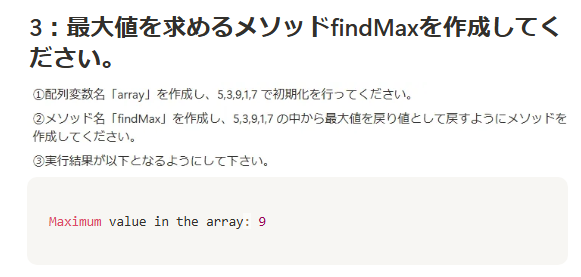 3：最大値を求めるメソッドfindMaxを作成してく
ださい。
①配列変数名「array」を作成し、5,3,9,1,7 で初期化を行ってください。
②メソッド名「findMax」を作成し、5,3,9,1,7 の中から最大値を戻り値として戻すようにメソッドを
作成してください。
③実行結果が以下となるようにして下さい。
Maximum value in the array: 9